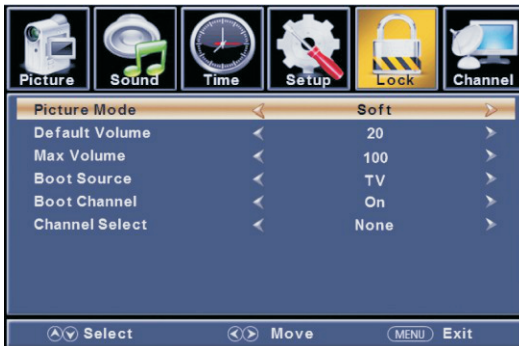 Picture Sound Time Setup Lock Channel
Picture Mode Soft
Default Volume 20
Max Volume 100
Boot Source TV
Boot Channel On
Channel Select None
Select Move MENU Exit